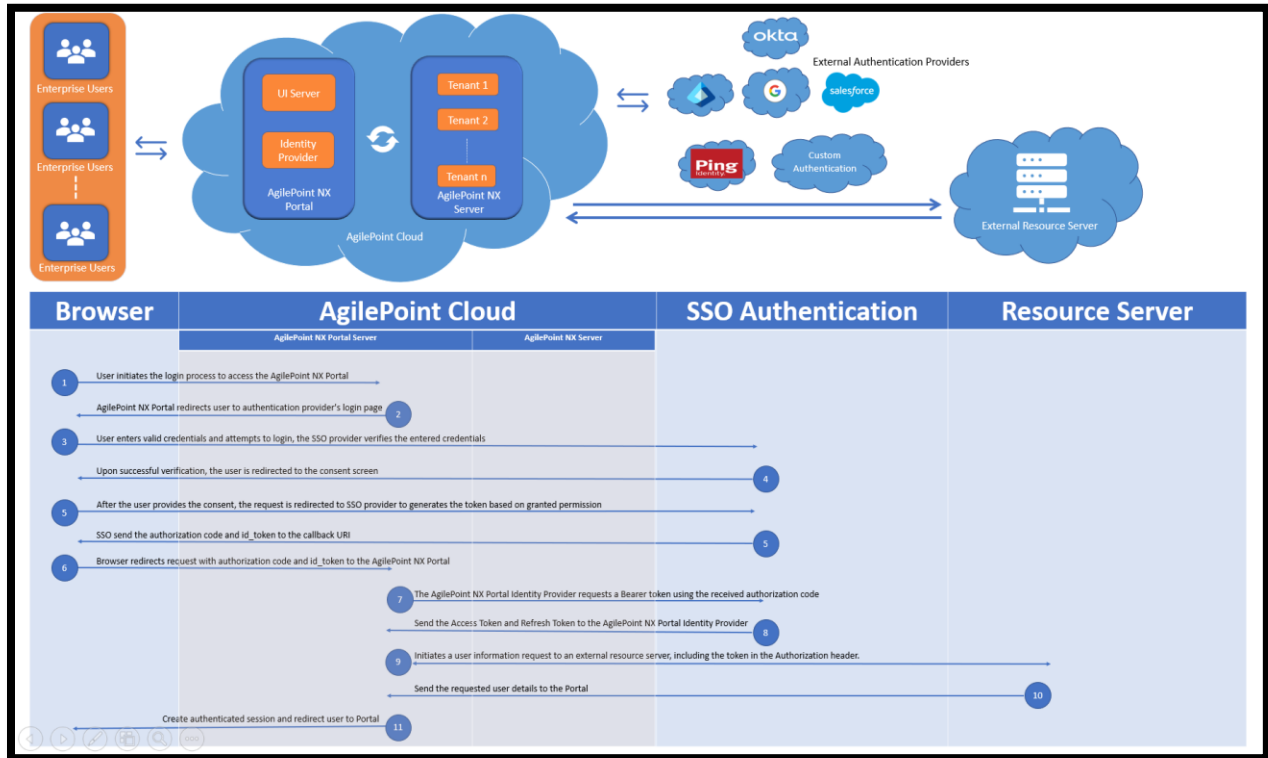 Enterprise Users
Enterprise Users
Enterprise Users
UI Server
Identity
Provider
AgilePoint NX
Portal
Tenant 1
Tenant 2
Tenant n
AgilePoint NX
Server
AgilePoint Cloud
okta
External Authentication Providers
G
salesforce
Ping
Identity
Custom
Authentication
External Resource Server
Browser
AgilePoint Cloud
SSO Authentication
Resource Server
AgilePoint NX Portal Server
AgilePoint NX Server
1
User initiates the login process to access the AgilePoint NX Portal
AgilePoint NX Portal redirects user to authentication provider's login page
2
3
User enters valid credentials and attempts to login, the SSO provider verifies the entered credentials
Upon successful verification, the user is redirected to the consent screen
4
5
After the user provides the consent, the request is redirected to SSO provider to generates the token based on granted permission
SSO send the authorization code and id_token to the callback URI
5
6
Browser redirects request with authorization code and id_token to the AgilePoint NX Portal
7
The AgilePoint NX Portal Identity Provider requests a Bearer token using the received authorization code
Send the Access Token and Refresh Token to the AgilePoint NX Portal Identity Provider
8
9
Initiates a user information request to an external resource server, including the token in the Authorization header.
Send the requested user details to the Portal
10
Create authenticated session and redirect user to Portal
11